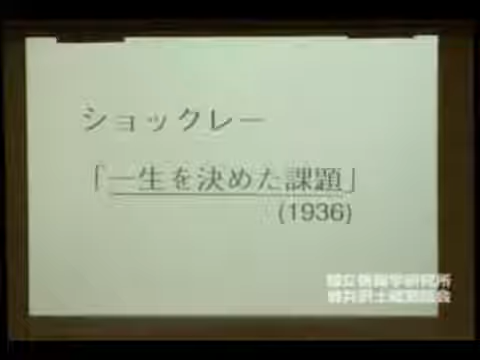 ショックレー
「一生を決めた課題」
(1936)
国立情報学研究所
軽井沢土曜懇話会